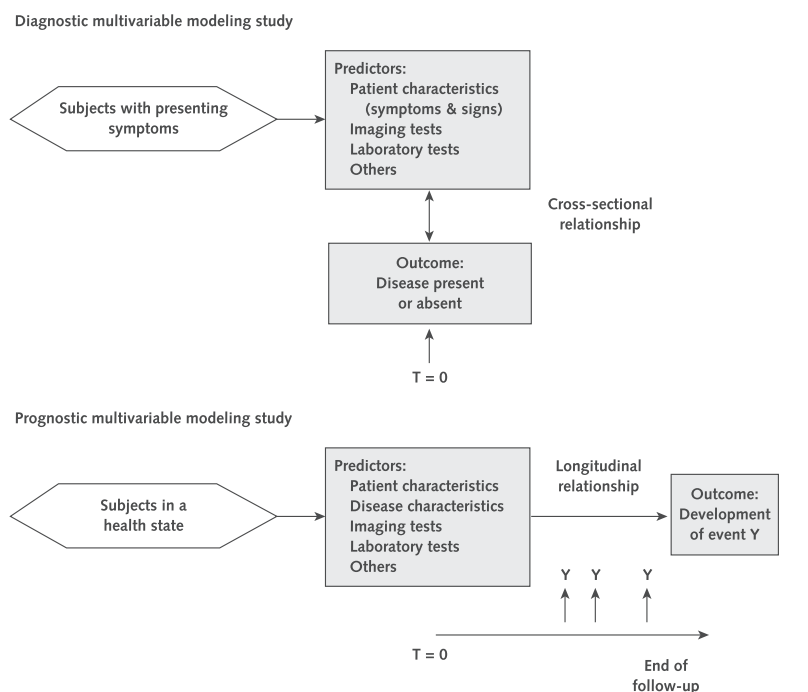 Diagnostic multivariable modeling study
Subjects with presenting
symptoms
Predictors:
Patient characteristics
(symptoms & signs)
Imaging tests
Laboratory tests
Others
Cross-sectional
relationship
Outcome:
Disease present
or absent
T = 0
Prognostic multivariable modeling study
Subjects in a
health state
Predictors:
Patient characteristics
Disease characteristics
Imaging tests
Laboratory tests
Others
Longitudinal
relationship
Outcome:
Development
of event Y
Y Y Y
T = 0
End of
follow-up